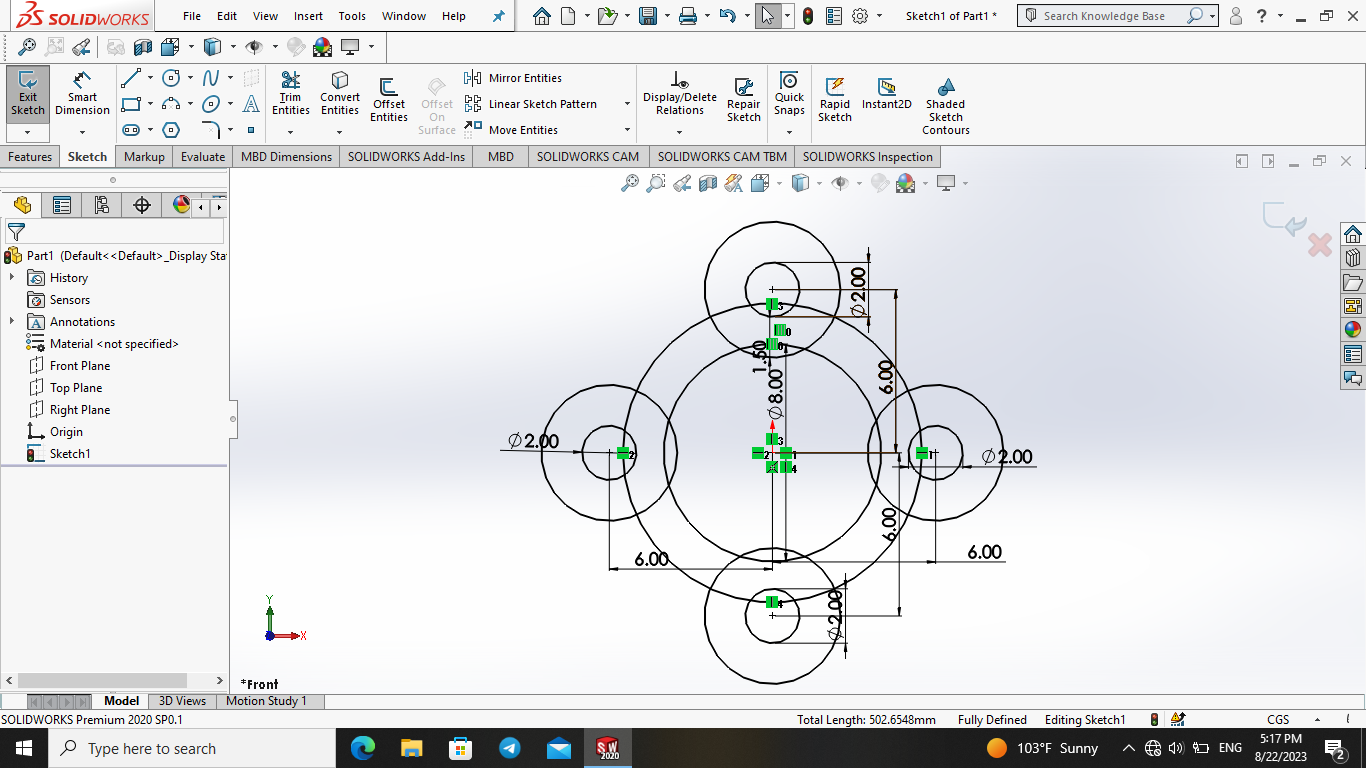 SOLIDWORKS File Edit View Insert Tools Window Help Sketch1 of Part1 * Search Knowledge Base ?
Exit Sketch
Smart Dimension
Trim Entities
Convert Entities
Offset Entities
Offset On Surface
Mirror Entities
Linear Sketch Pattern
Move Entities
Display/Delete Relations
Repair Sketch
Quick Snaps
Rapid Sketch
Instant2D
Shaded Sketch Contours
Features Sketch Markup Evaluate MBD Dimensions SOLIDWORKS Add-Ins MBD SOLIDWORKS CAM SOLIDWORKS CAM TBM SOLIDWORKS Inspection
Part1 (Default<<Default>_Display Sta
History
Sensors
Annotations
Material <not specified>
Front Plane
Top Plane
Right Plane
Origin
Sketch1
∅2.00
3
0
0
1.50
6.00
∅8.00
∅2.00
2
3
2
1
4
1
∅2.00
6.00
6.00
6.00
4
∅2.00
Y
X
*Front
Model 3D Views Motion Study 1
SOLIDWORKS Premium 2020 SP0.1 Total Length: 502.6548mm Fully Defined Editing Sketch1 CGS
Type here to search SW 2020 103°F Sunny ENG 5:17 PM
8/22/2023 2